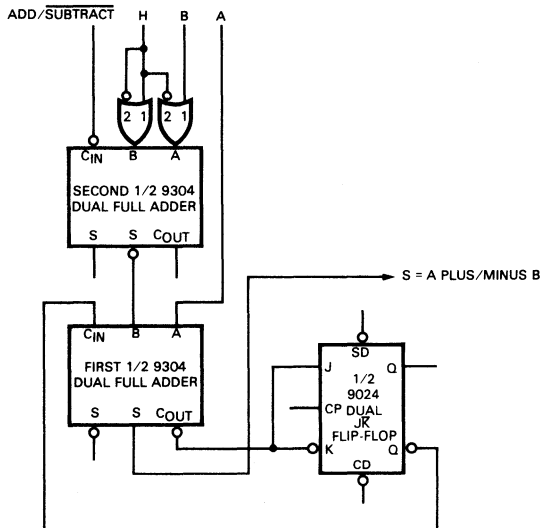 ADD/SUBTRACT H B A
2 1 2 1
CIN B A
SECOND 1/2 9304
DUAL FULL ADDER
S S COUT
S = A PLUS/MINUS B
CIN B A
FIRST 1/2 9304
DUAL FULL ADDER
S S COUT
SD
J Q
1/2
9024
CP DUAL
JK
FLIP-FLOP
K Q
CD